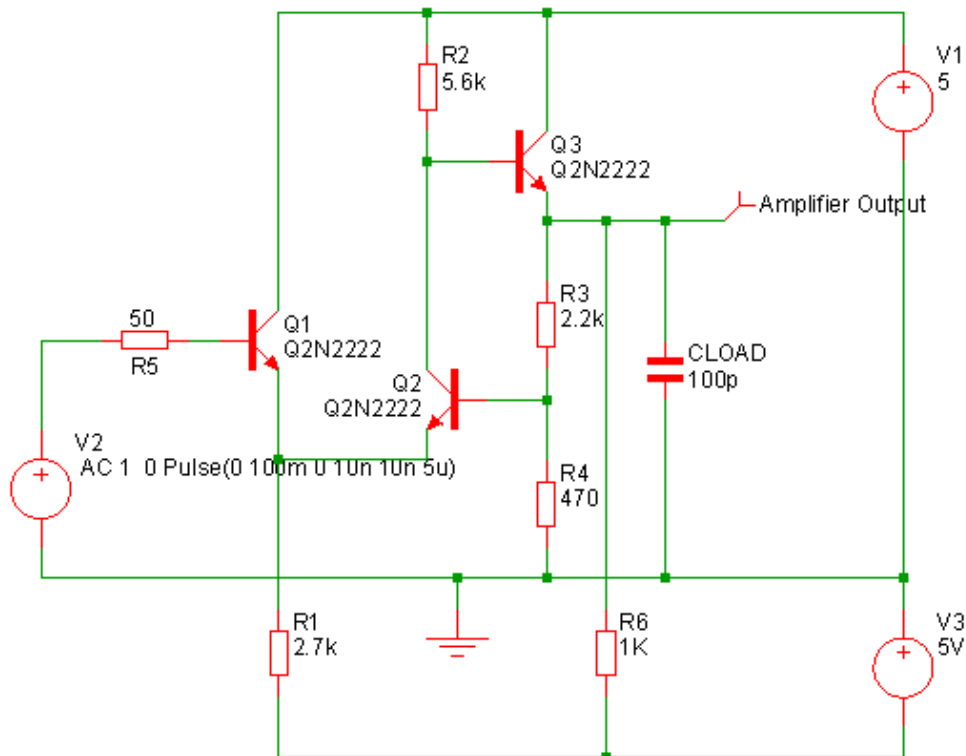 R2
5.6k
V1
5
Q3
Q2N2222
Amplifier Output
R3
2.2k
50
R5
Q1
Q2N2222
CLOAD
100p
Q2
Q2N2222
V2
AC 1 0 Pulse(0 100m 0 10n 10n 5u)
R4
470
R1
2.7k
R6
1K
V3
5V